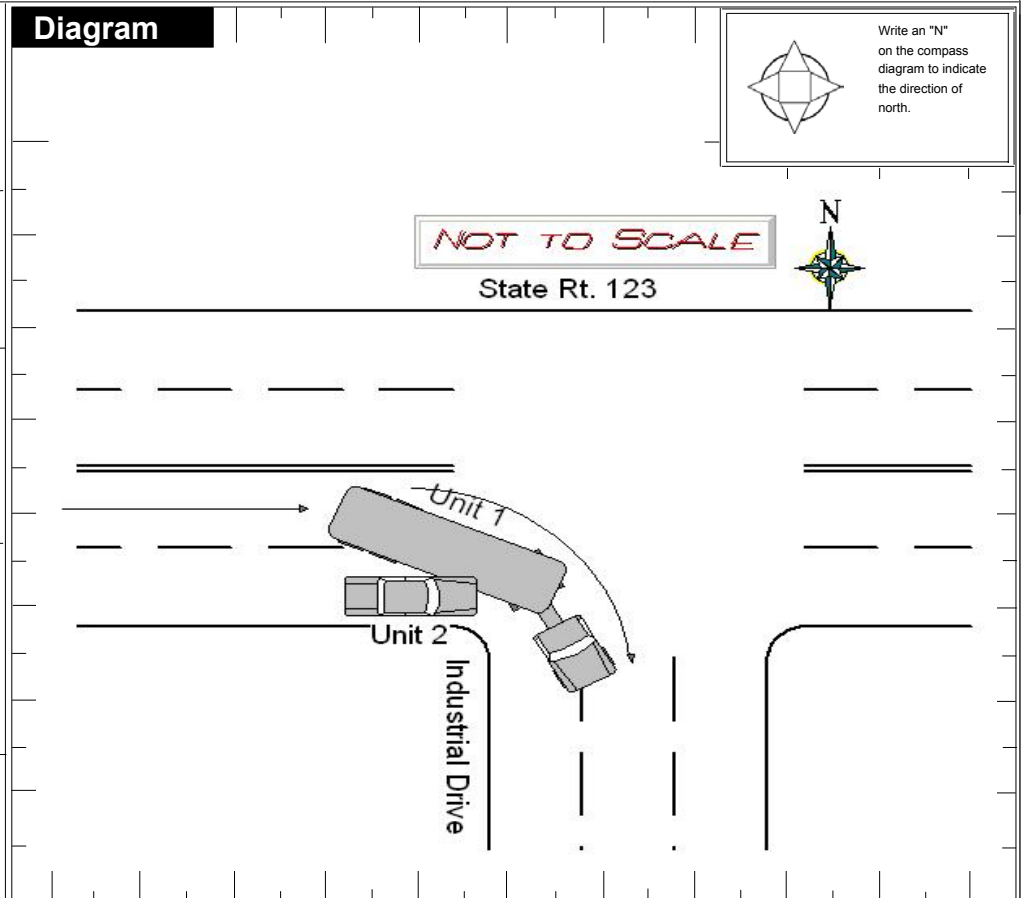 Diagram
Write an "N"
on the compass
diagram to indicate
the direction of
north.
N
NOT TO SCALE
State Rt. 123
Unit 1
Unit 2
Industrial Drive